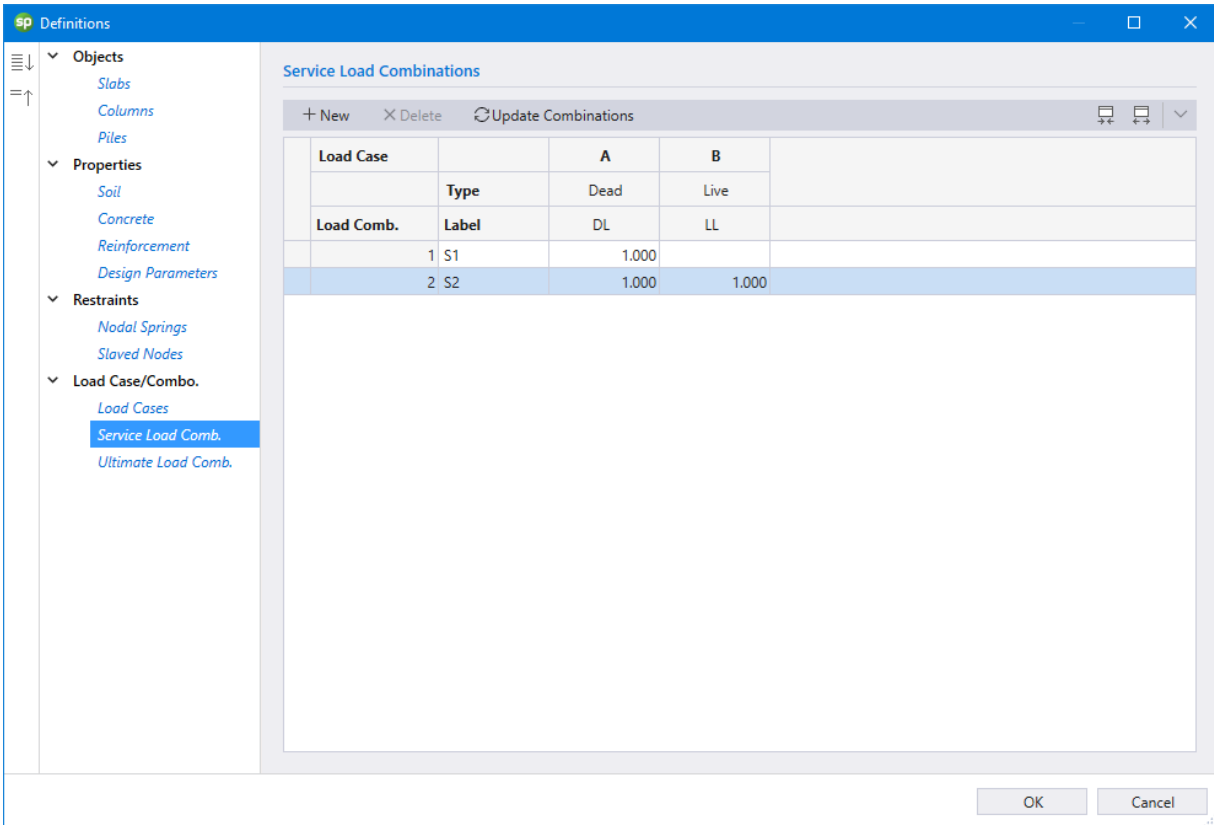 sp Definitions
Objects
Slabs
Columns
Piles
Properties
Soil
Concrete
Reinforcement
Design Parameters
Restraints
Nodal Springs
Slaved Nodes
Load Case/Combo.
Load Cases
Service Load Comb.
Ultimate Load Comb.
Service Load Combinations
New Delete Update Combinations
Load Case A B
Type Dead Live
Load Comb. Label DL LL
1 S1 1.000
2 S2 1.000 1.000
OK Cancel